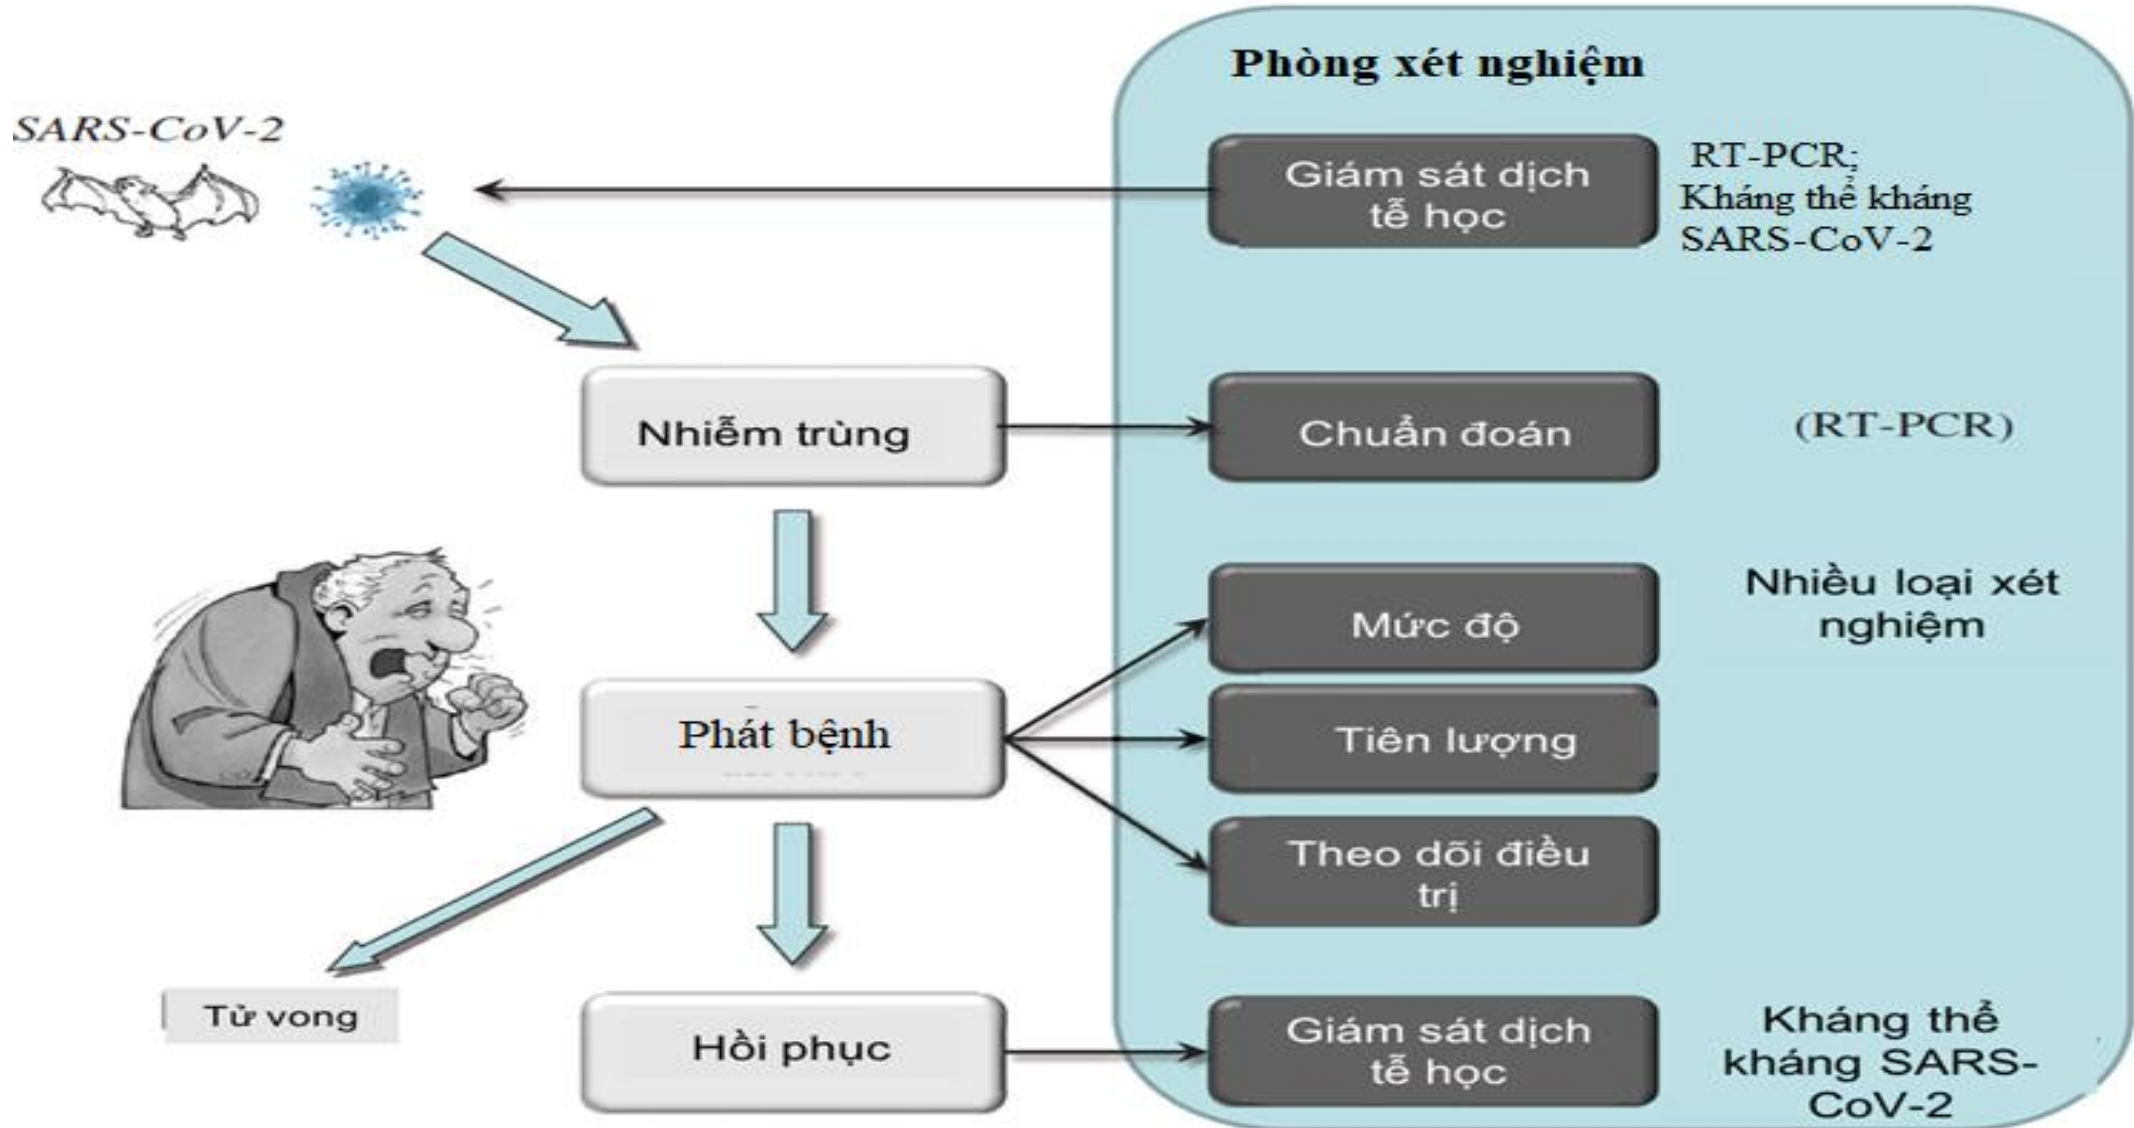 Phòng xét nghiệm
SARS-CoV-2
Giám sát dịch
tễ học
RT-PCR;
Kháng thể kháng
SARS-CoV-2
Nhiễm trùng
Chuẩn đoán
(RT-PCR)
Mức độ
Nhiều loại xét
nghiệm
Phát bệnh
Tiên lượng
Theo dõi điều
trị
Tử vong
Hồi phục
Giám sát dịch
tễ học
Kháng thể
kháng SARS-
CoV-2